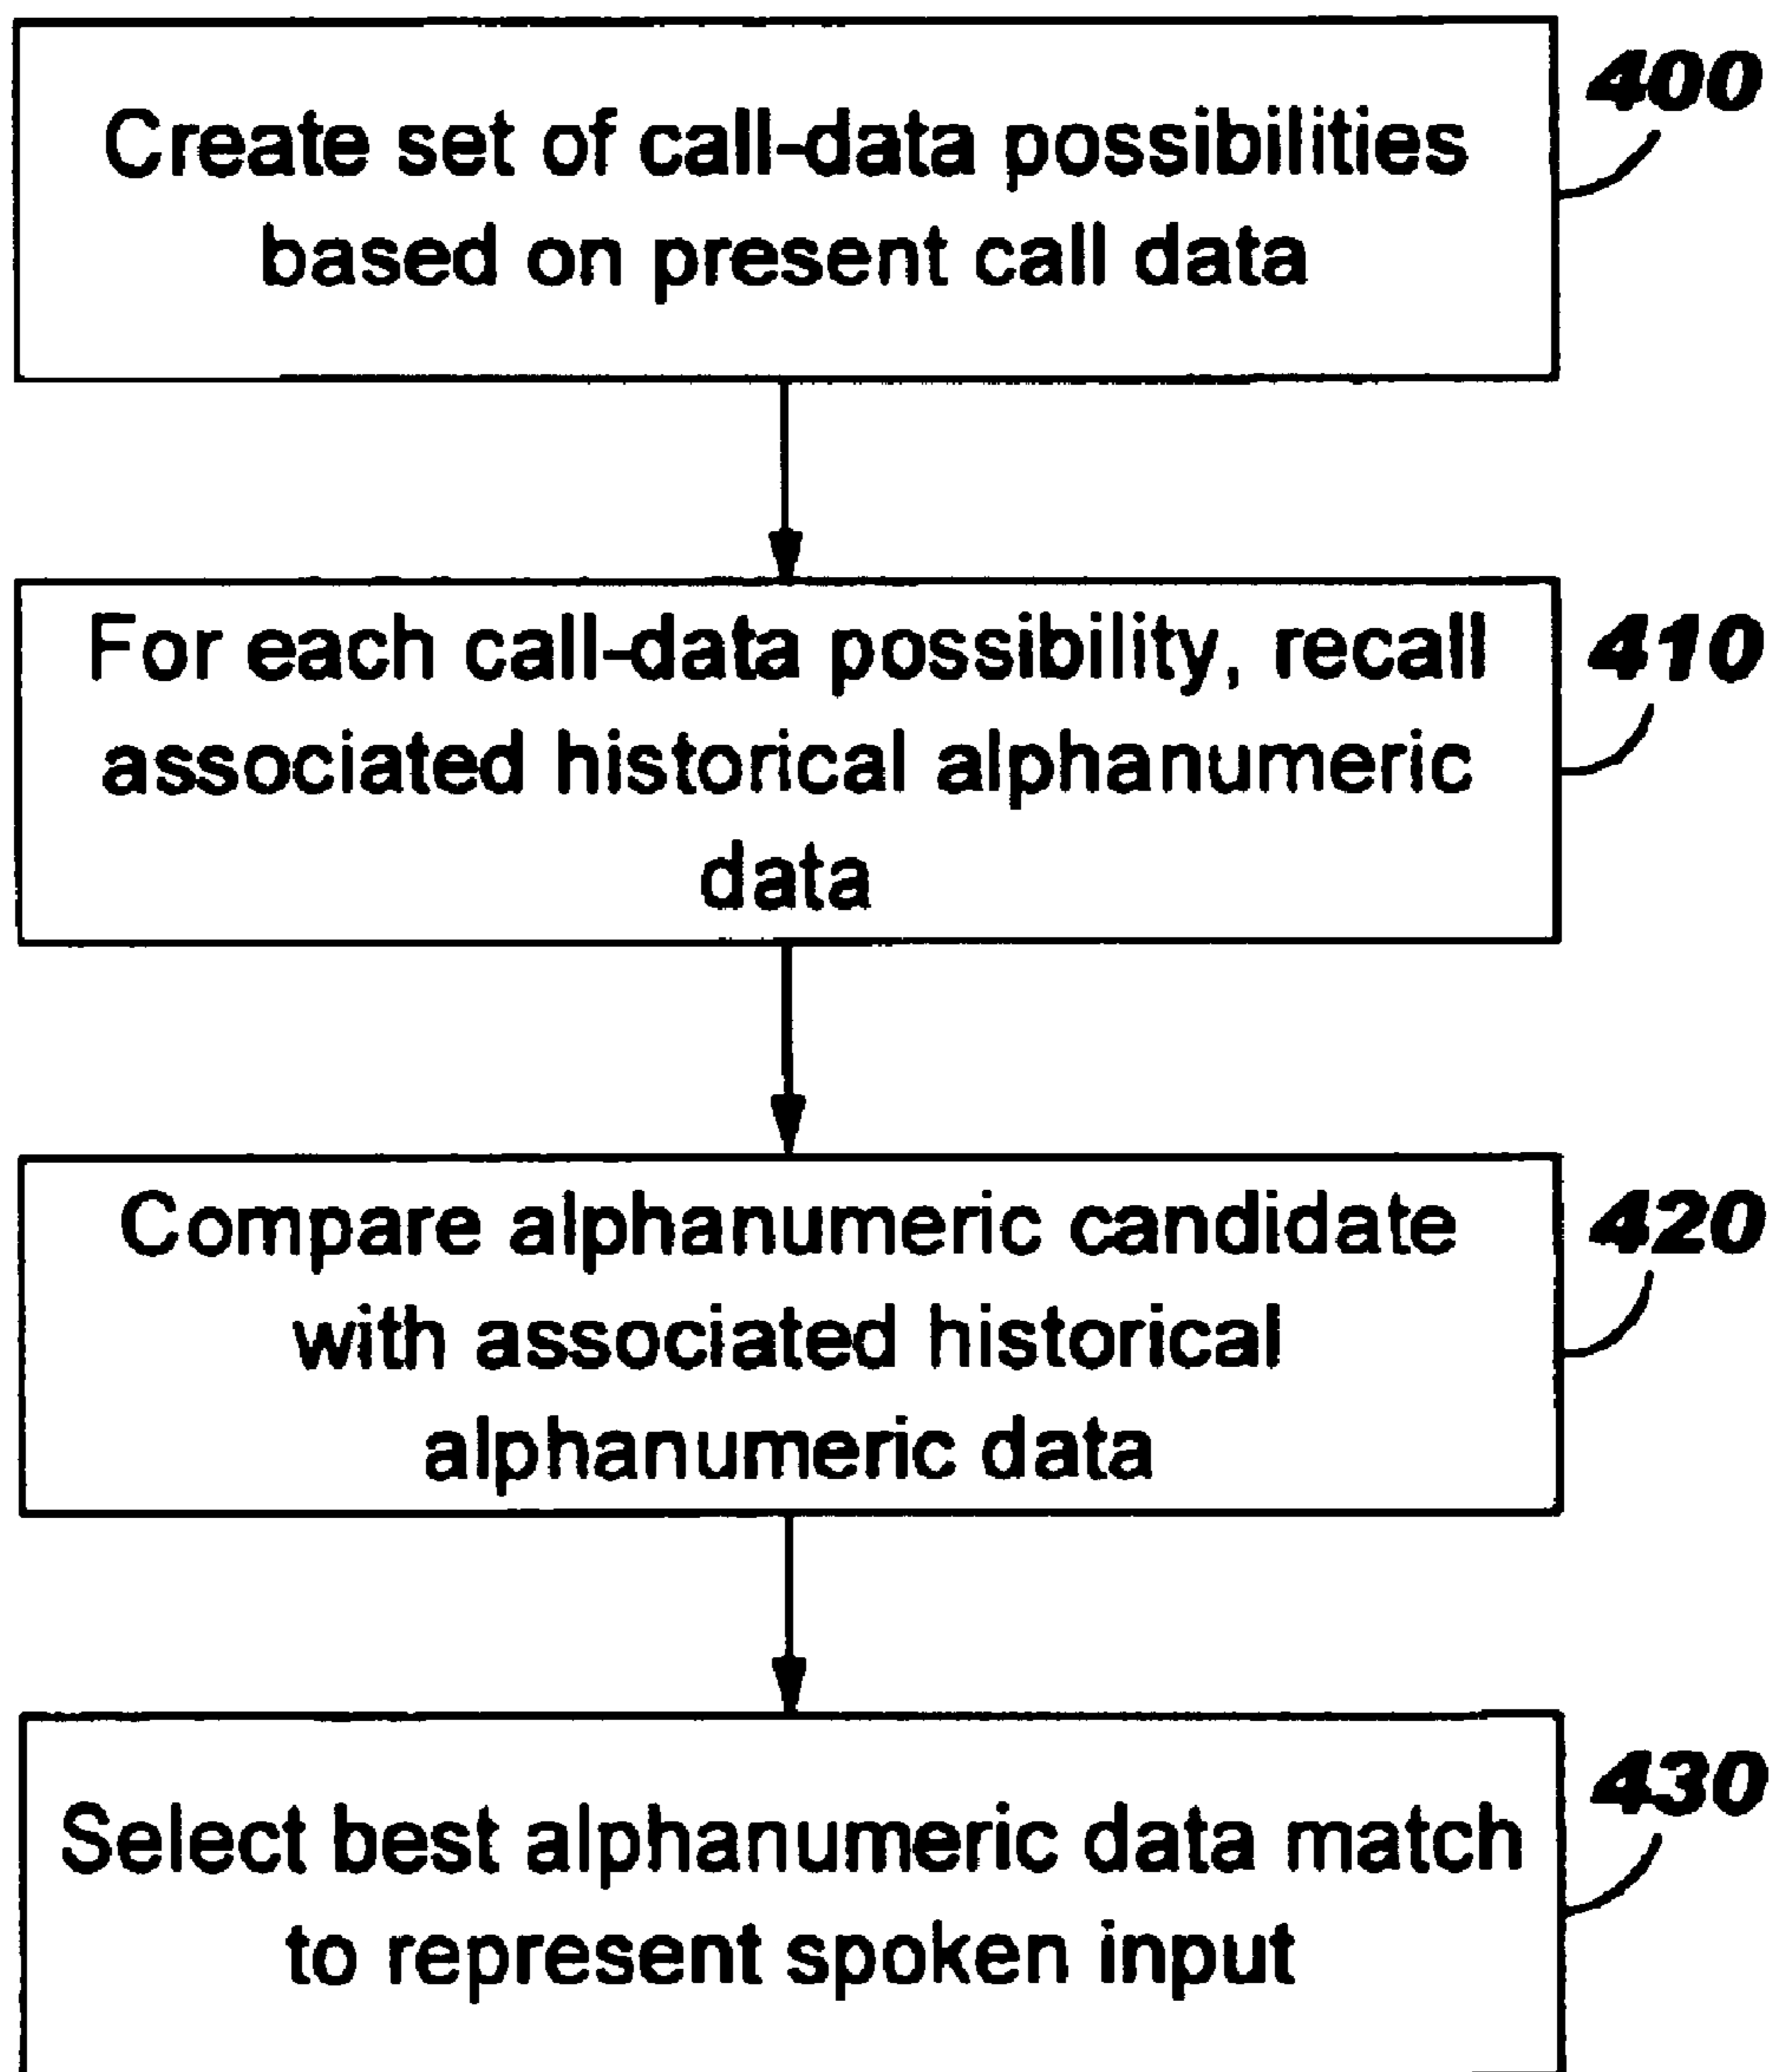 400
Create set of call-data possibilities
based on present call data
410
For each call-data possibility, recall
associated historical alphanumeric
data
420
Compare alphanumeric candidate
with associated historical
alphanumeric data
430
Select best alphanumeric data match
to represent spoken input